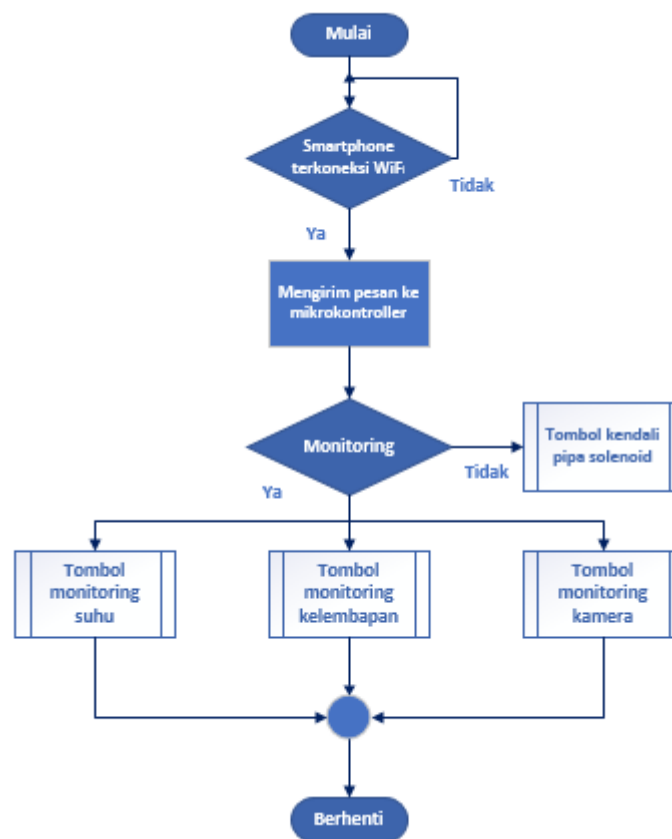 Mulai
Smartphone
terkoneksi WiFi
Tidak
Ya
Mengirim pesan ke
mikrokontroller
Monitoring
Tombol kendali
pipa solenoid
Tidak
Ya
Tombol
monitoring
suhu
Tombol
monitoring
kelembapan
Tombol
monitoring
kamera
Berhenti